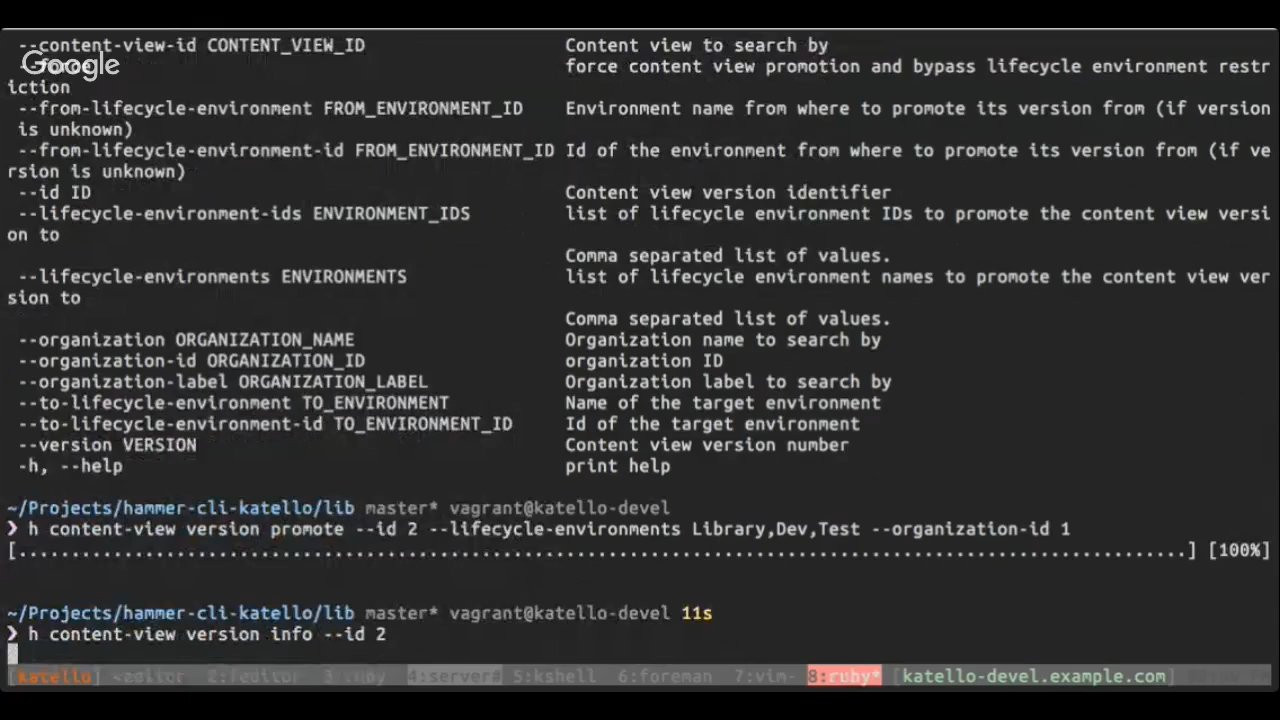 --content-view-id CONTENT_VIEW_ID Content view to search by
Google
--force force content view promotion and bypass lifecycle environment restr
iction
--from-lifecycle-environment FROM_ENVIRONMENT_ID Environment name from where to promote its version from (if version
is unknown)
--from-lifecycle-environment-id FROM_ENVIRONMENT_ID Id of the environment from where to promote its version from (if ve
rsion is unknown)
--id ID Content view version identifier
--lifecycle-environment-ids ENVIRONMENT_IDS list of lifecycle environment IDs to promote the content view versi
on to
Comma separated list of values.
--lifecycle-environments ENVIRONMENTS list of lifecycle environment names to promote the content view ver
sion to
Comma separated list of values.
--organization ORGANIZATION_NAME Organization name to search by
--organization-id ORGANIZATION_ID organization ID
--organization-label ORGANIZATION_LABEL Organization label to search by
--to-lifecycle-environment TO_ENVIRONMENT Name of the target environment
--to-lifecycle-environment-id TO_ENVIRONMENT_ID Id of the target environment
--version VERSION Content view version number
-h, --help print help
~/Projects/hammer-cli-katello/lib master* vagrant@katello-devel
❯ h content-view version promote --id 2 --lifecycle-environments Library,Dev,Test --organization-id 1
[................................................................................................................] [100%]
~/Projects/hammer-cli-katello/lib master* vagrant@katello-devel 11s
❯ h content-view version info --id 2
[katello] 4:server# 5:kshell 6:foreman 7:vim- 8:ruby* [katello-devel.example.com]